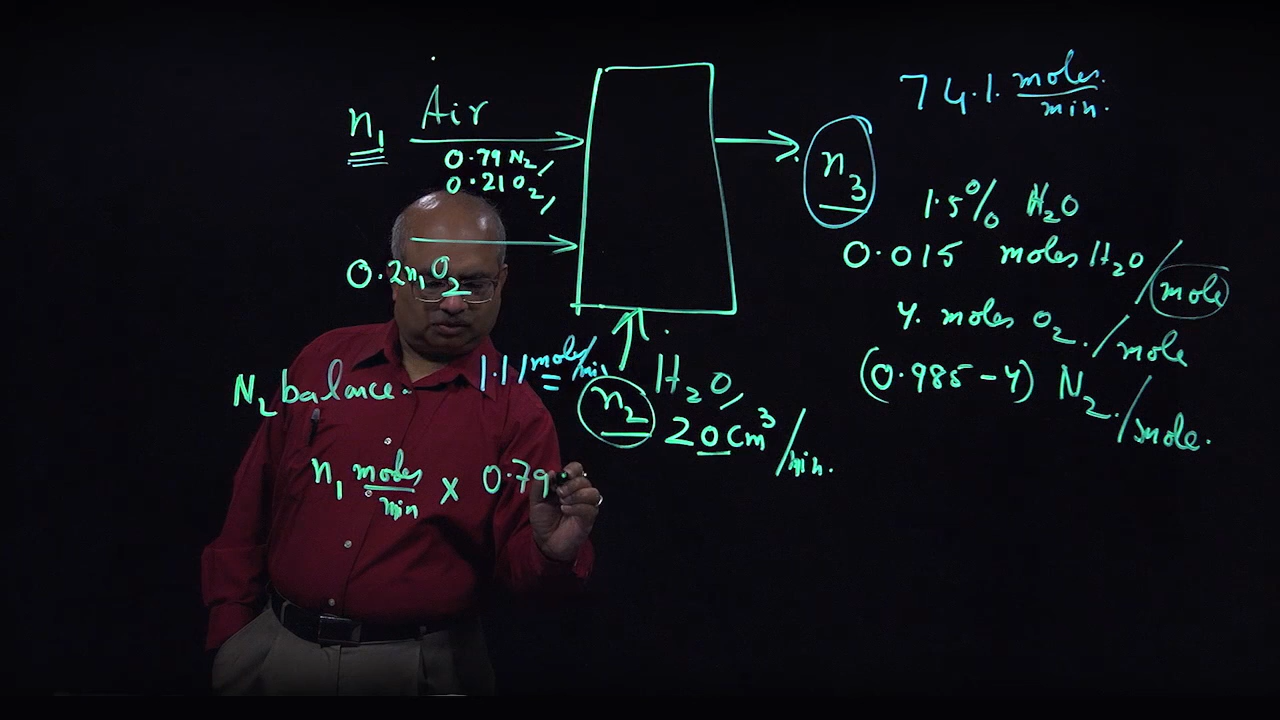 n₁ Air
0.79 N₂/
0.21 O₂/
0.2n₁ O₂
n₃
74.1 moles/min.
1.5% H₂O
0.015 moles H₂O/mole
y. moles O₂./mole
(0.985 - y) N₂./mole.
1.11 moles/min
H₂O,
n₂ 20 cm³/min.
N₂ balance.
n₁ moles/min × 0.79